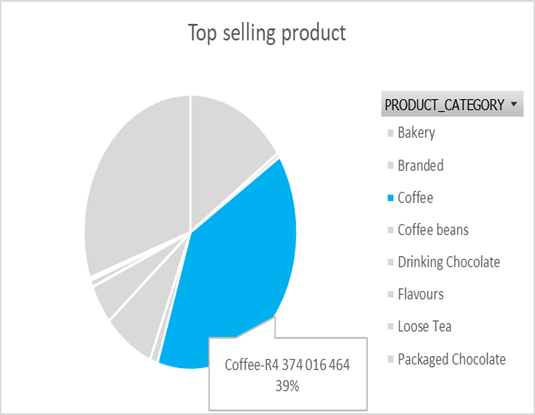 Top selling product
PRODUCT_CATEGORY
Bakery
Branded
Coffee
Coffee beans
Drinking Chocolate
Flavours
Loose Tea
Packaged Chocolate
Coffee-R4 374 016 464
39%